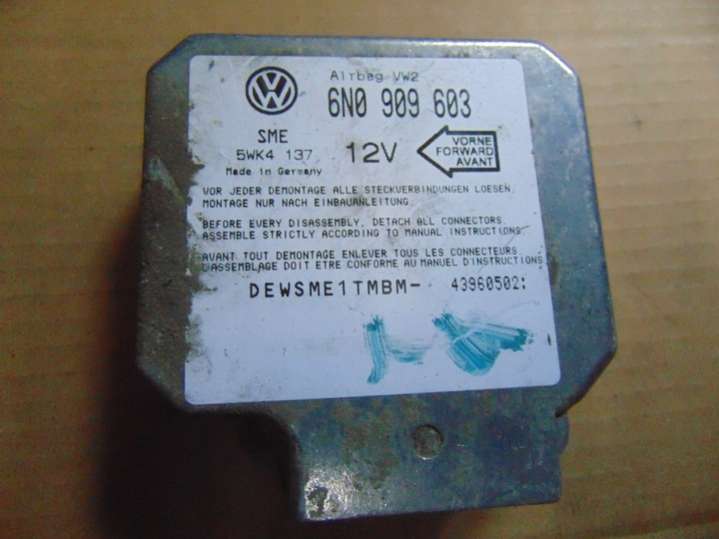 Airbag VW2
VW
6N0 909 603
SME
5WK4 137
12V
VORNE
FORWARD
AVANT
Made in Germany
VOR JEDER DEMONTAGE ALLE STECKVERBINDUNGEN LOESEN.
MONTAGE NUR NACH EINBAUANLEITUNG.
BEFORE EVERY DISASSEMBLY, DETACH ALL CONNECTORS.
ASSEMBLE STRICTLY ACCORDING TO MANUAL INSTRUCTIONS
AVANT TOUT DEMONTAGE ENLEVER TOUS LES CONNECTEURS
L'ASSEMBLAGE DOIT ETRE CONFORME AU MANUEL D'INSTRUCTIONS
DEWSME1TMBM- 43960502: